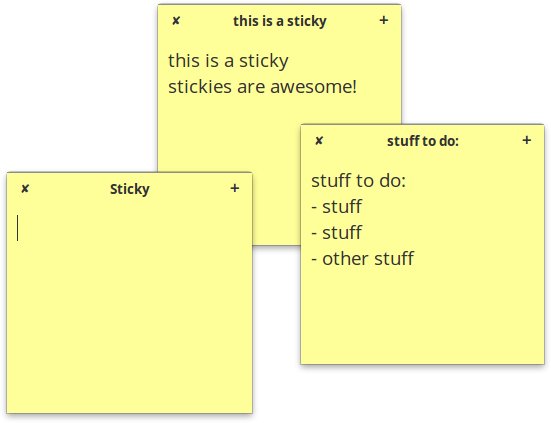 ✘ this is a sticky +
this is a sticky
stickies are awesome!
✘ stuff to do: +
stuff to do:
- stuff
- stuff
- other stuff
✘ Sticky +